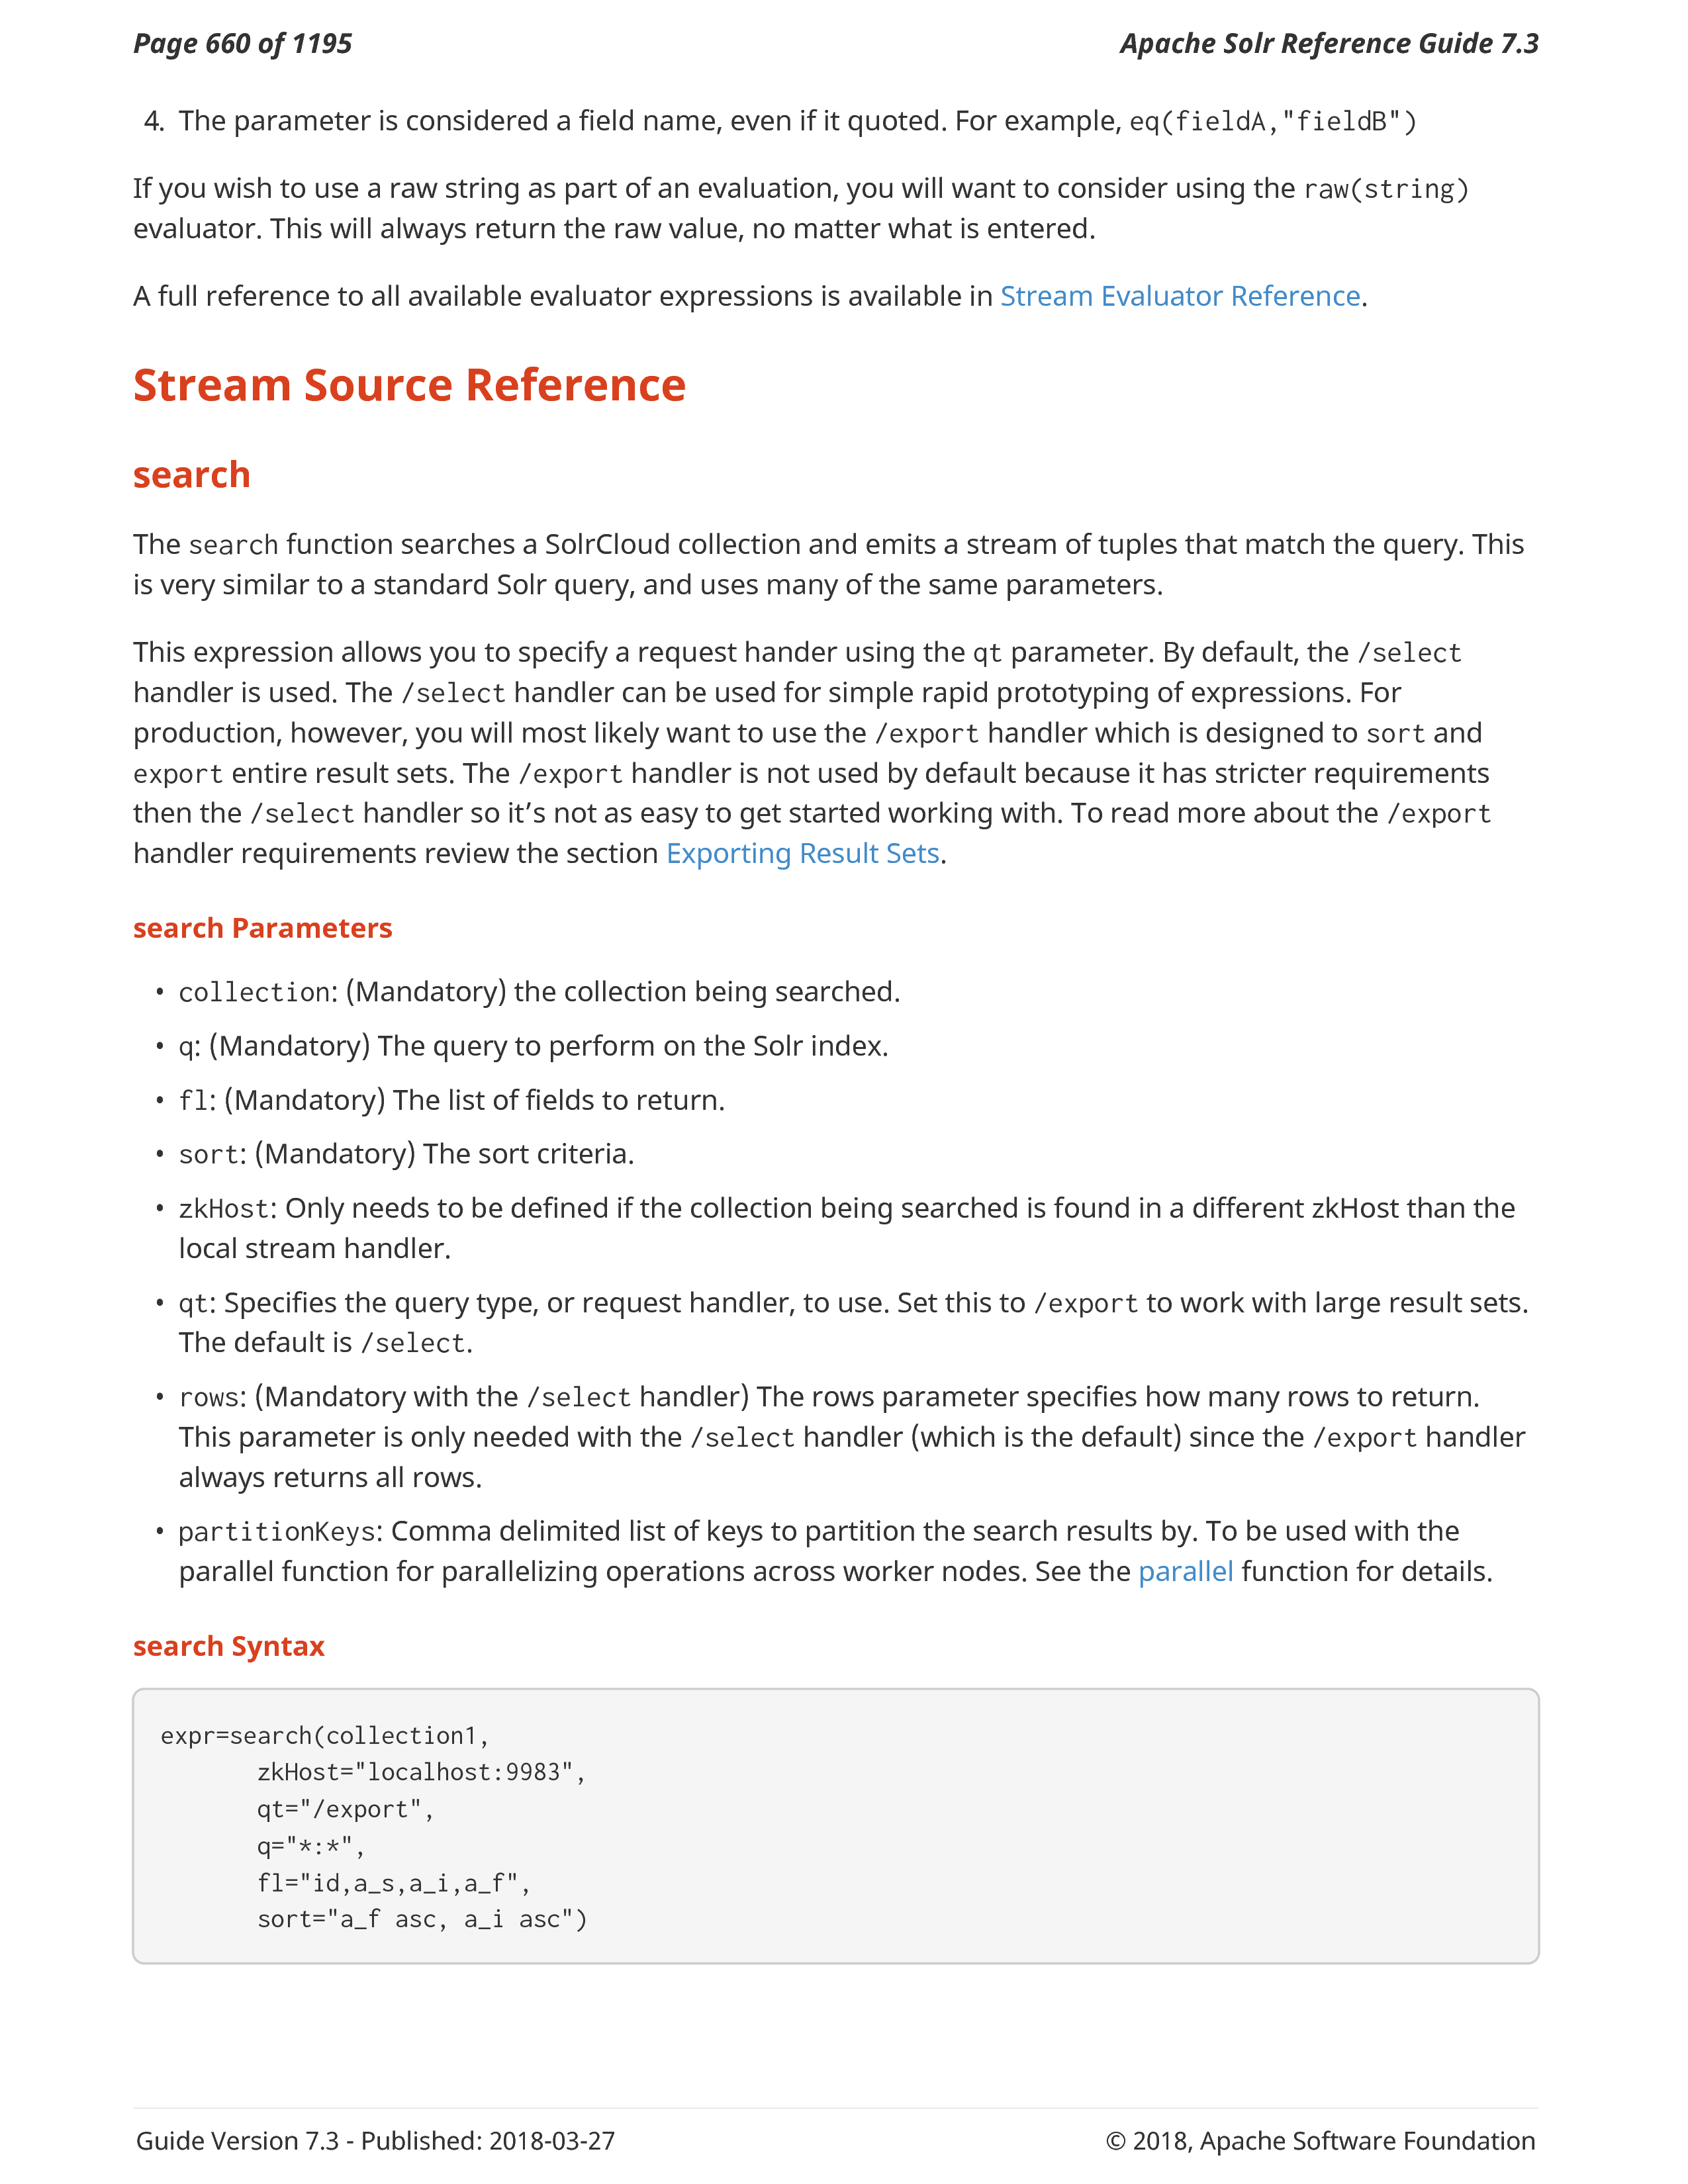 Page 660 of 1195
Apache Solr Reference Guide 7.3
4. The parameter is considered a field name, even if it quoted. For example, eq(fieldA,"fieldB")
If you wish to use a raw string as part of an evaluation, you will want to consider using the raw(string)
evaluator. This will always return the raw value, no matter what is entered.
A full reference to all available evaluator expressions is available in Stream Evaluator Reference.
Stream Source Reference
search
The search function searches a SolrCloud collection and emits a stream of tuples that match the query. This
is very similar to a standard Solr query, and uses many of the same parameters.
This expression allows you to specify a request hander using the qt parameter. By default, the /select
handler is used. The /select handler can be used for simple rapid prototyping of expressions. For
production, however, you will most likely want to use the /export handler which is designed to sort and
export entire result sets. The /export handler is not used by default because it has stricter requirements
then the /select handler so it’s not as easy to get started working with. To read more about the /export
handler requirements review the section Exporting Result Sets.
search Parameters
• collection: (Mandatory) the collection being searched.
• q: (Mandatory) The query to perform on the Solr index.
• fl: (Mandatory) The list of fields to return.
• sort: (Mandatory) The sort criteria.
• zkHost: Only needs to be defined if the collection being searched is found in a different zkHost than the
local stream handler.
• qt: Specifies the query type, or request handler, to use. Set this to /export to work with large result sets.
The default is /select.
• rows: (Mandatory with the /select handler) The rows parameter specifies how many rows to return.
This parameter is only needed with the /select handler (which is the default) since the /export handler
always returns all rows.
• partitionKeys: Comma delimited list of keys to partition the search results by. To be used with the
parallel function for parallelizing operations across worker nodes. See the parallel function for details.
search Syntax
expr=search(collection1,
       zkHost="localhost:9983",
       qt="/export",
       q="*:*",
       fl="id,a_s,a_i,a_f",
       sort="a_f asc, a_i asc")
Guide Version 7.3 - Published: 2018-03-27
© 2018, Apache Software Foundation